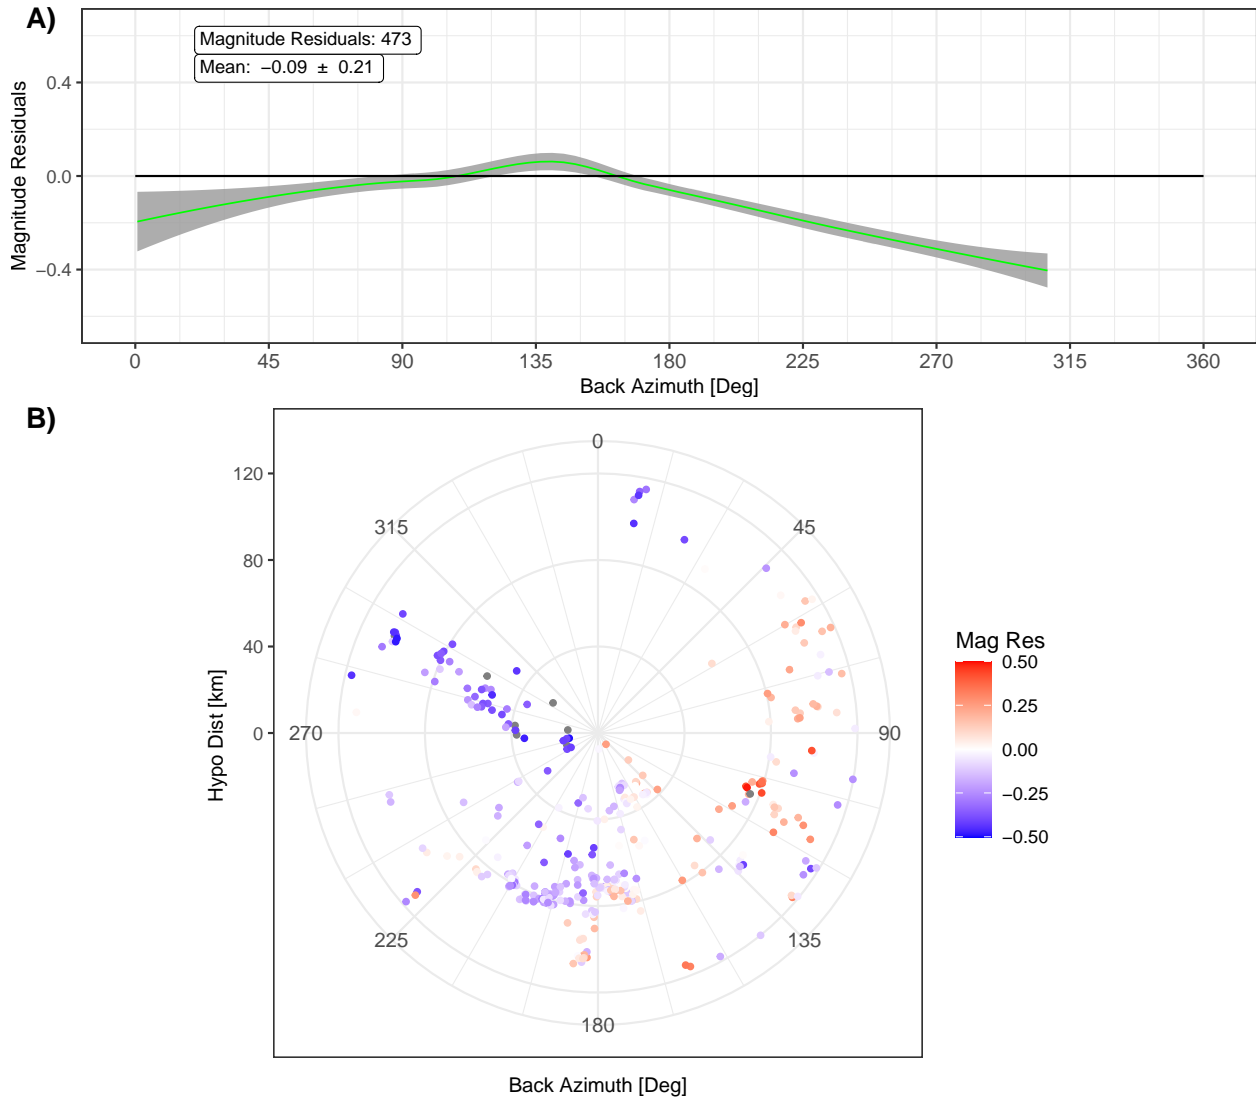 A)
Magnitude Residuals: 473
Mean: −0.09 ± 0.21
Magnitude Residuals
0.4
0.0
−0.4
0 45 90 135 180 225 270 315 360
Back Azimuth [Deg]
B)
Hypo Dist [km]
120
80
40
0
0
45
90
135
180
225
270
315
Back Azimuth [Deg]
Mag Res
0.50
0.25
0.00
−0.25
−0.50